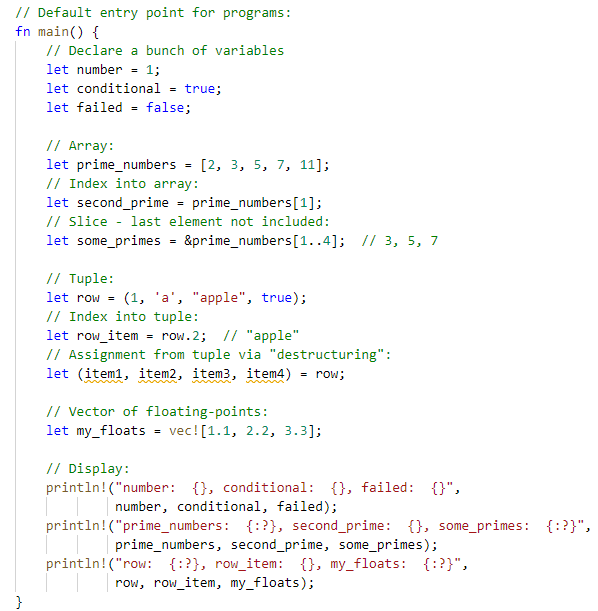 // Default entry point for programs:
fn main() {
    // Declare a bunch of variables
    let number = 1;
    let conditional = true;
    let failed = false;

    // Array:
    let prime_numbers = [2, 3, 5, 7, 11];
    // Index into array:
    let second_prime = prime_numbers[1];
    // Slice - last element not included:
    let some_primes = &prime_numbers[1..4];  // 3, 5, 7

    // Tuple:
    let row = (1, 'a', "apple", true);
    // Index into tuple:
    let row_item = row.2;  // "apple"
    // Assignment from tuple via "destructuring":
    let (item1, item2, item3, item4) = row;

    // Vector of floating-points:
    let my_floats = vec![1.1, 2.2, 3.3];

    // Display:
    println!("number:  {}, conditional:  {}, failed:  {}",
             number, conditional, failed);
    println!("prime_numbers:  {:?}, second_prime:  {}, some_primes:  {:?}",
             prime_numbers, second_prime, some_primes);
    println!("row:  {:?}, row_item:  {}, my_floats:  {:?}",
             row, row_item, my_floats);
}